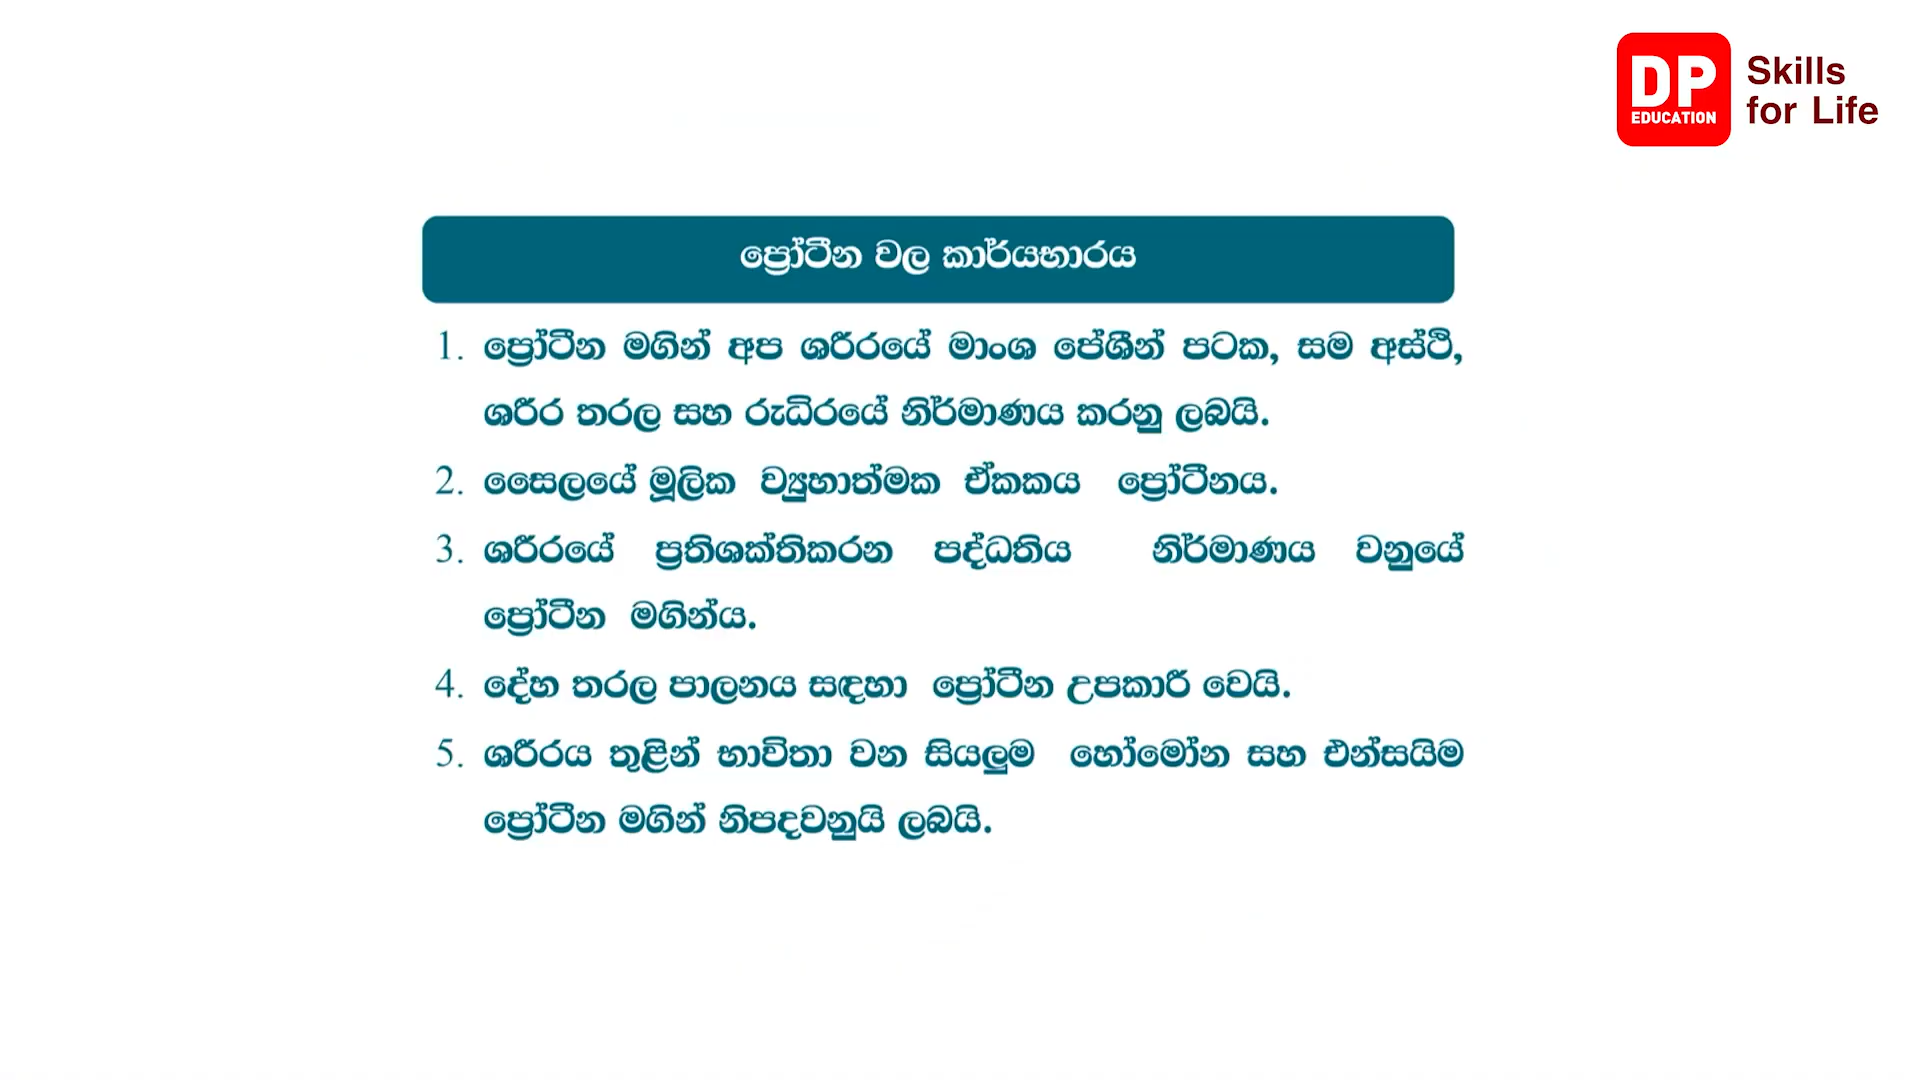 DP
EDUCATION
Skills
for Life
ප්‍රෝටීන වල කාර්යභාරය
1. ප්‍රෝටීන මගින් අප ශරීරයේ මාංශ පේශීන් පටක, සම අස්ථි,
ශරීර තරල සහ රුධිරයේ නිර්මාණය කරනු ලබයි.
2. සෛලයේ මූලික ව්‍යුහාත්මක ඒකකය ප්‍රෝටීනය.
3. ශරීරයේ ප්‍රතිශක්තිකරන පද්ධතිය නිර්මාණය වනුයේ
ප්‍රෝටීන මගින්ය.
4. දේහ තරල පාලනය සඳහා ප්‍රෝටීන උපකාරී වෙයි.
5. ශරීරය තුළින් භාවිතා වන සියලුම හෝමෝන සහ එන්සයිම
ප්‍රෝටීන මගින් නිපදවනුයි ලබයි.